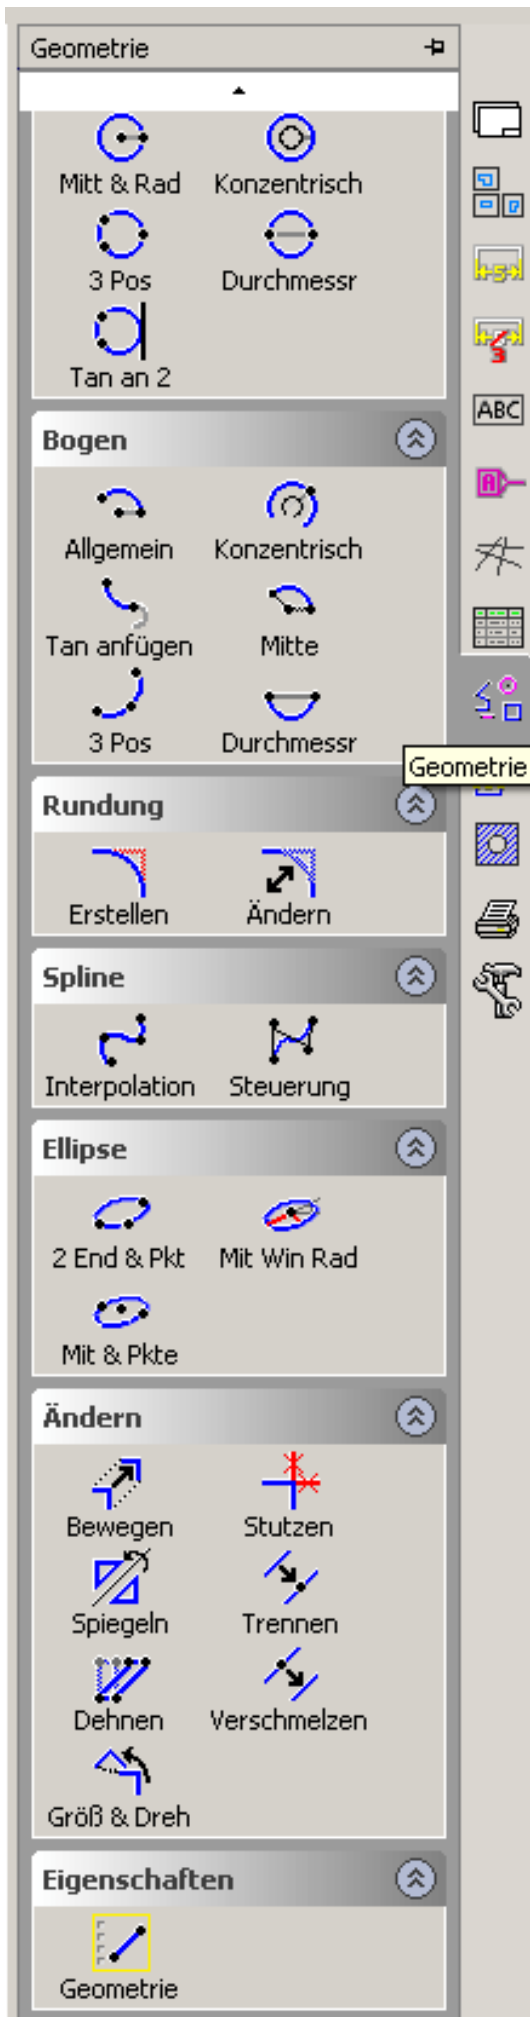 Geometrie
Mitt & Rad Konzentrisch
3 Pos Durchmessr
Tan an 2
ABC
Bogen
Allgemein Konzentrisch
Tan anfügen Mitte
3 Pos Durchmessr
Geometrie
Rundung
Erstellen Ändern
Spline
Interpolation Steuerung
Ellipse
2 End & Pkt Mit Win Rad
Mit & Pkte
Ändern
Bewegen Stutzen
Spiegeln Trennen
Dehnen Verschmelzen
Größ & Dreh
Eigenschaften
Geometrie
5
3
A